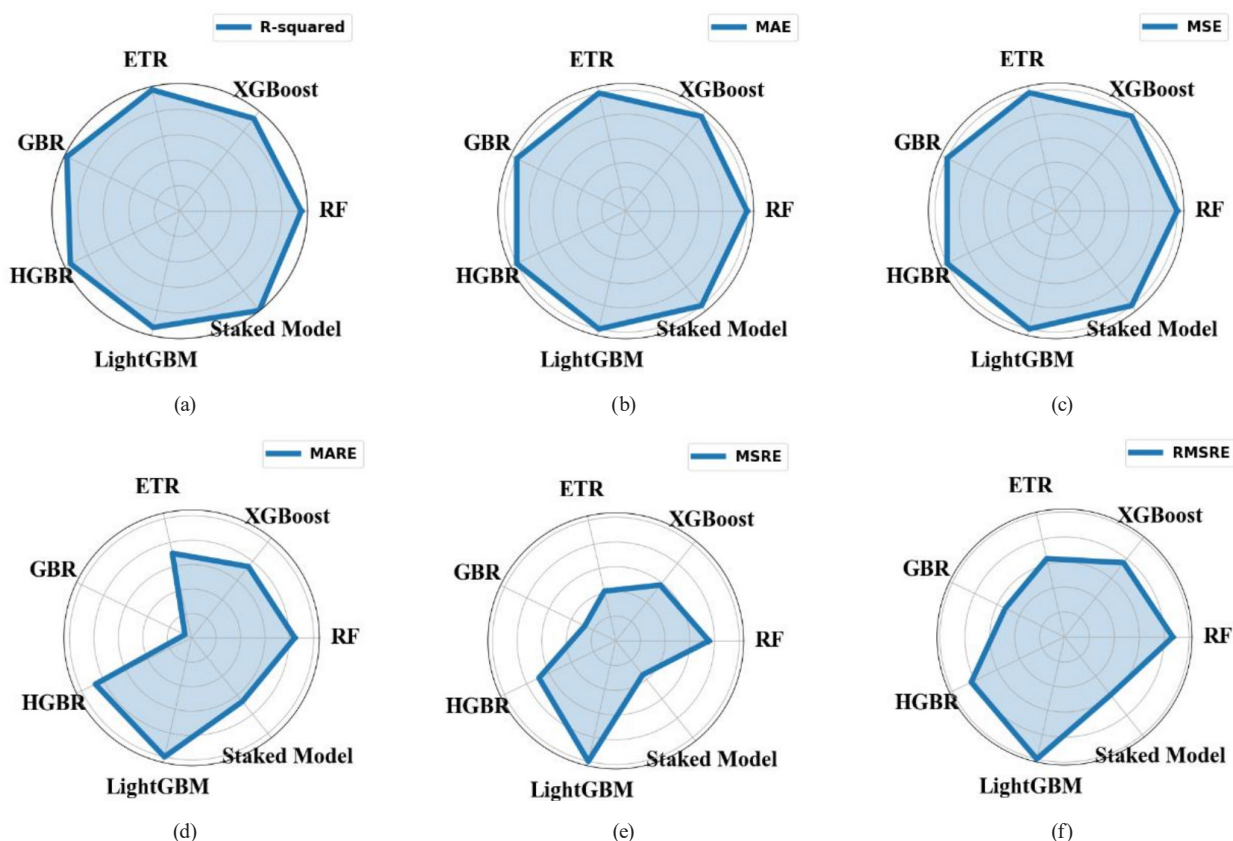 R-squared
ETR
XGBoost
GBR
RF
HGBR
Staked Model
LightGBM
(a)
MAE
ETR
XGBoost
GBR
RF
HGBR
Staked Model
LightGBM
(b)
MSE
ETR
XGBoost
GBR
RF
HGBR
Staked Model
LightGBM
(c)
MARE
ETR
XGBoost
GBR
RF
HGBR
Staked Model
LightGBM
(d)
MSRE
ETR
XGBoost
GBR
RF
HGBR
Staked Model
LightGBM
(e)
RMSRE
ETR
XGBoost
GBR
RF
HGBR
Staked Model
LightGBM
(f)